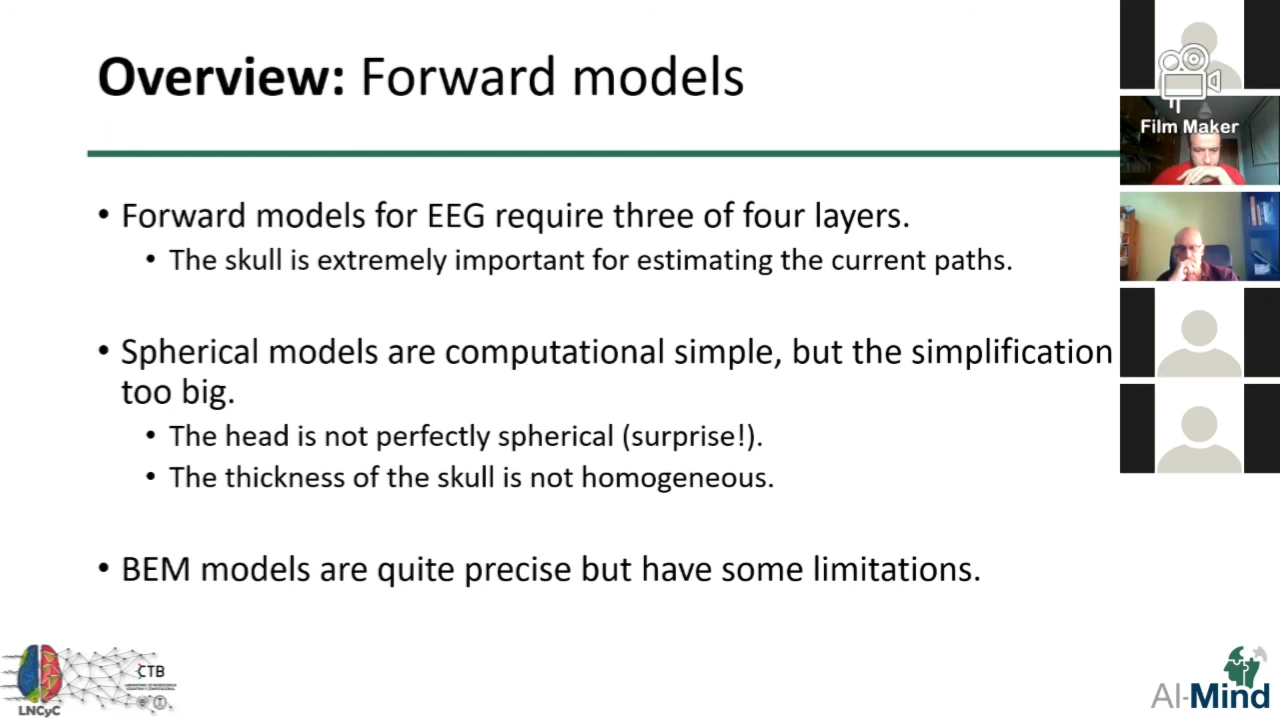 Overview: Forward models
Film Maker
• Forward models for EEG require three of four layers.
• The skull is extremely important for estimating the current paths.
• Spherical models are computational simple, but the simplification
too big.
• The head is not perfectly spherical (surprise!).
• The thickness of the skull is not homogeneous.
• BEM models are quite precise but have some limitations.
CTB
LNCyC
AI-Mind